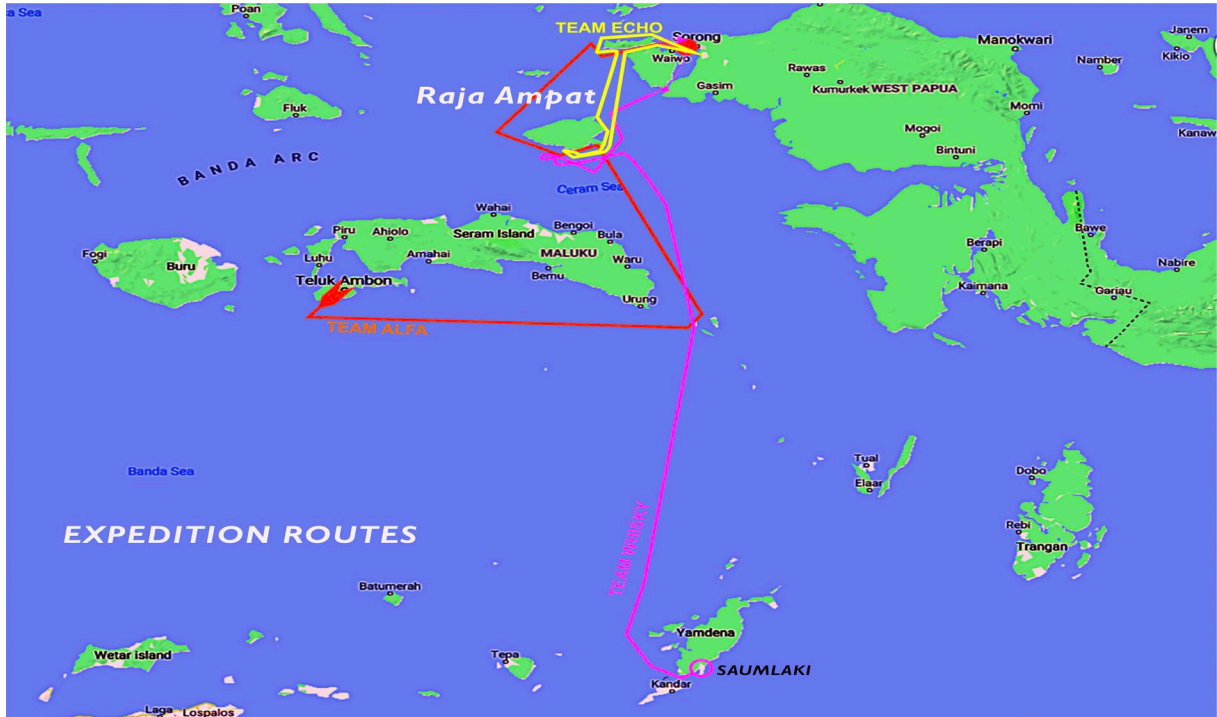 ca Sea
Poan
TEAM ECHO
Sorong
Manokwari
Janem
Waiwo
Kikio
Namber
Rawas
Gasim
Kumurkek
WEST PAPUA
Raja Ampat
Fluk
Momi
Mogoi
Kanaw
Bintuni
BANDA ARC
Ceram Sea
Wahai
Piru
Ahiolo
Seram Island
Bengoi
Bula
Bawe
Fogi
Luhu
Amahai
MALUKU
Waru
Berapi
Buru
Bemu
Nabire
Teluk Ambon
Kaimana
Gariau
Urung
TEAM ALFA
Tual
Banda Sea
Elaar
Dobo
EXPEDITION ROUTES
TEAN WHISKY
Rebi
Trangan
Batumerah
Yamdena
Wetar island
Tepa
SAUMLAKI
Kandar
Laga
Lospalos